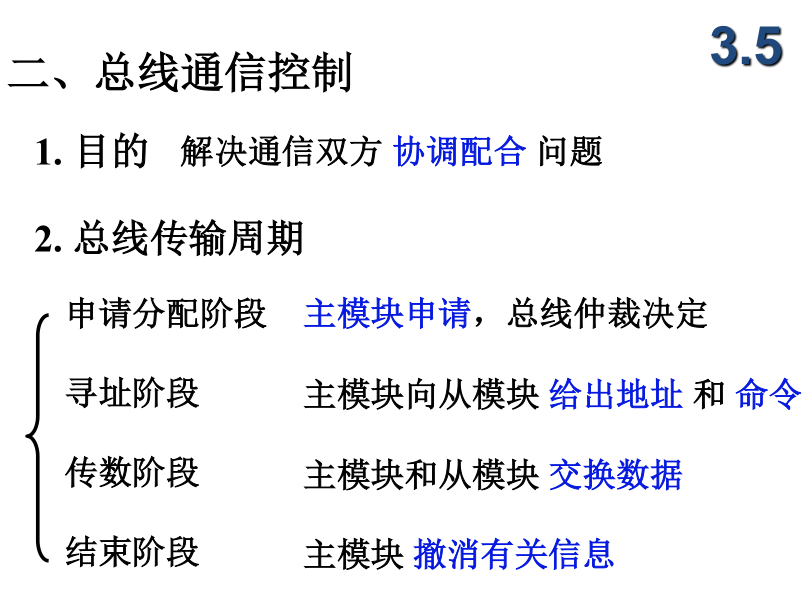 3.5
二、总线通信控制
1. 目的 解决通信双方 协调配合 问题
2. 总线传输周期
申请分配阶段 主模块申请，总线仲裁决定
寻址阶段 主模块向从模块 给出地址 和 命令
传数阶段 主模块和从模块 交换数据
结束阶段 主模块 撤消有关信息